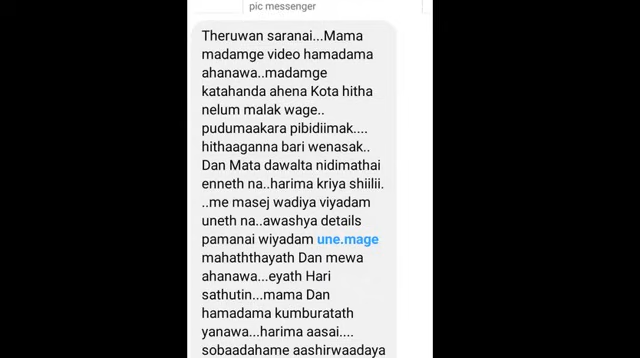 pic messenger
Theruwan saranai...Mama
madamge video hamadama
ahanawa..madamge
katahanda ahena Kota hitha
nelum malak wage..
pudumaakara pibidiimak....
hithaaganna bari wenasak..
Dan Mata dawalta nidimathai
enneth na..harima kriya shiilii.
..me masej wadiya viyadam
uneth na..awashya details
pamanai wiyadam une.mage
mahaththayath Dan mewa
ahanawa...eyath Hari
sathutin...mama Dan
hamadama kumburatath
yanawa...harima aasai....
sobaadahame aashirwaadaya